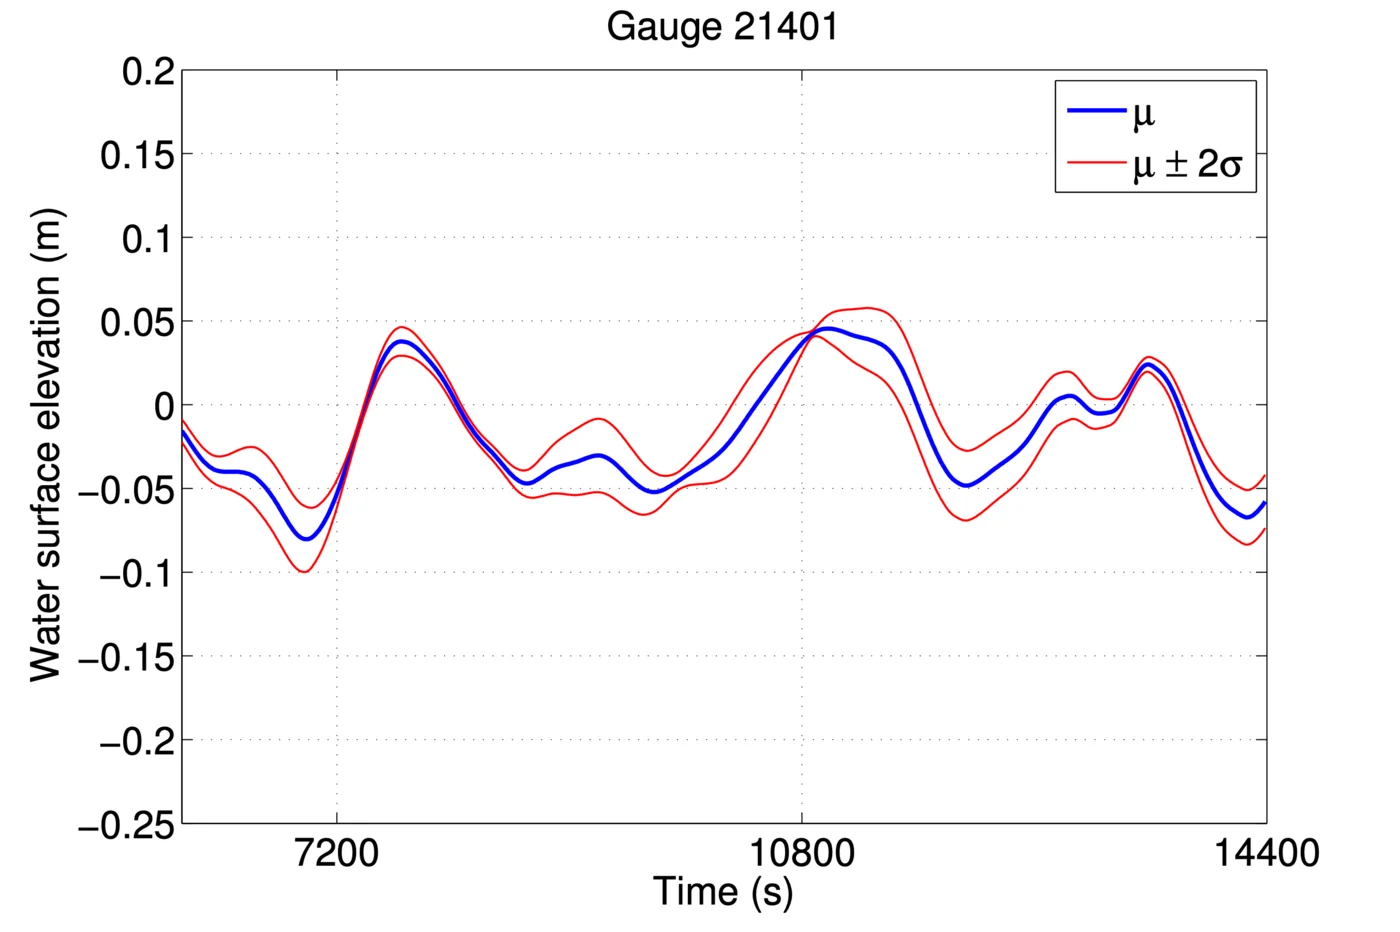 Gauge 21401
μ
μ ± 2σ
0.2
0.15
0.1
0.05
0
−0.05
−0.1
−0.15
−0.2
−0.25
Water surface elevation (m)
7200 10800 14400
Time (s)